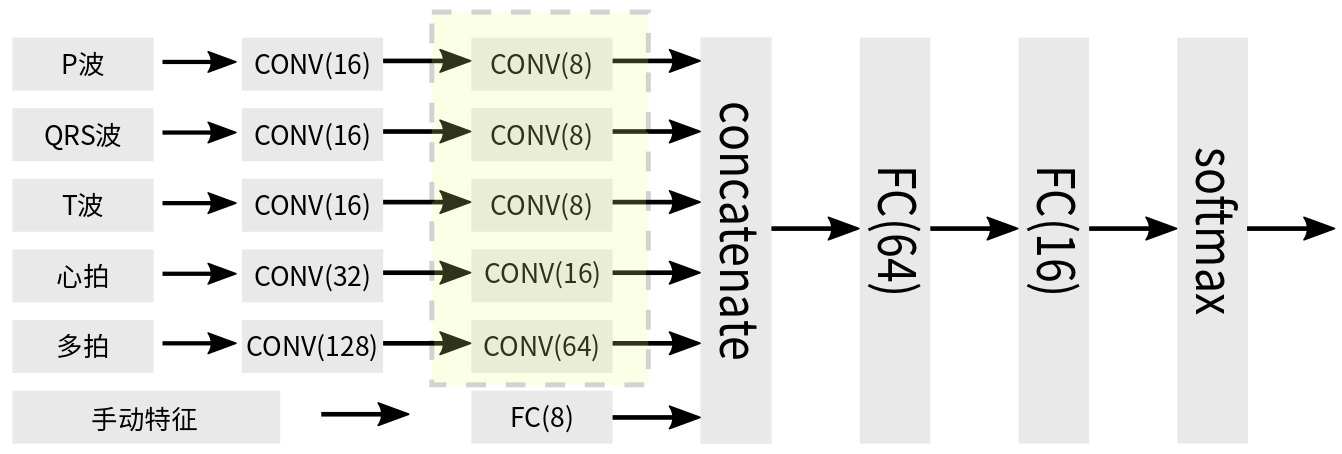 P波
CONV(16)
CONV(8)
QRS波
CONV(16)
CONV(8)
T波
CONV(16)
CONV(8)
心拍
CONV(32)
CONV(16)
多拍
CONV(128)
CONV(64)
手动特征
FC(8)
concatenate
FC(64)
FC(16)
softmax